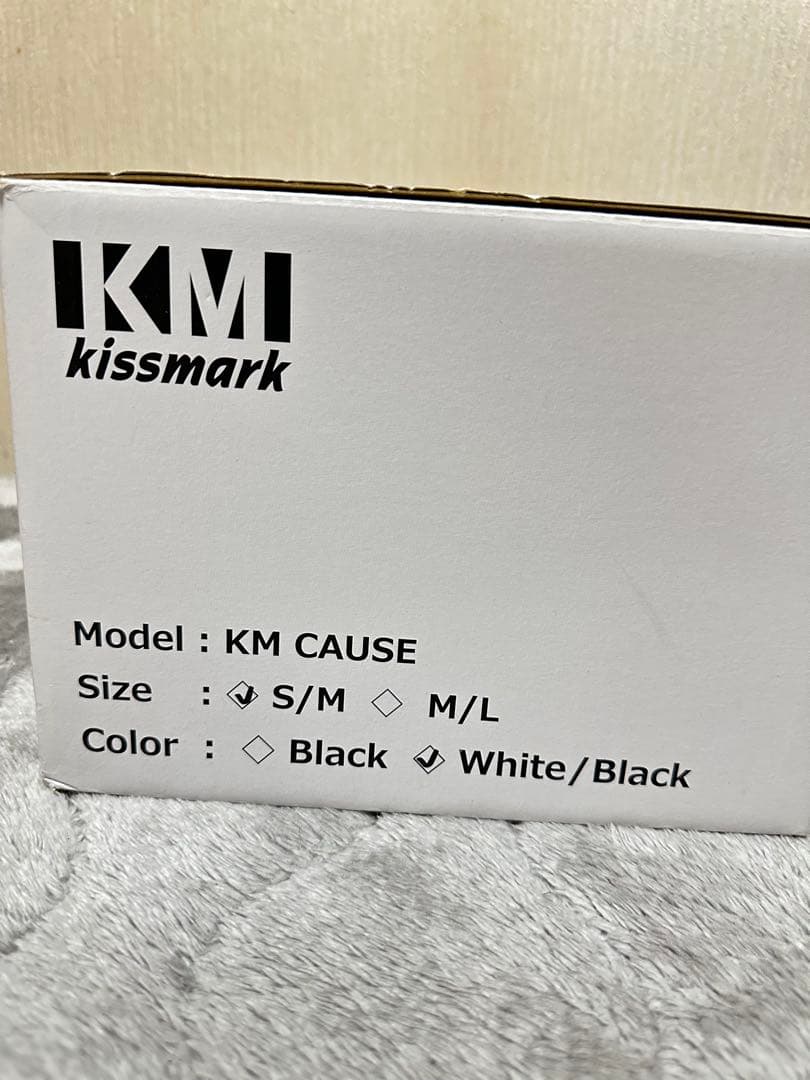 KM
kissmark
Model : KM CAUSE
Size : S/M M/L
Color : Black White/Black